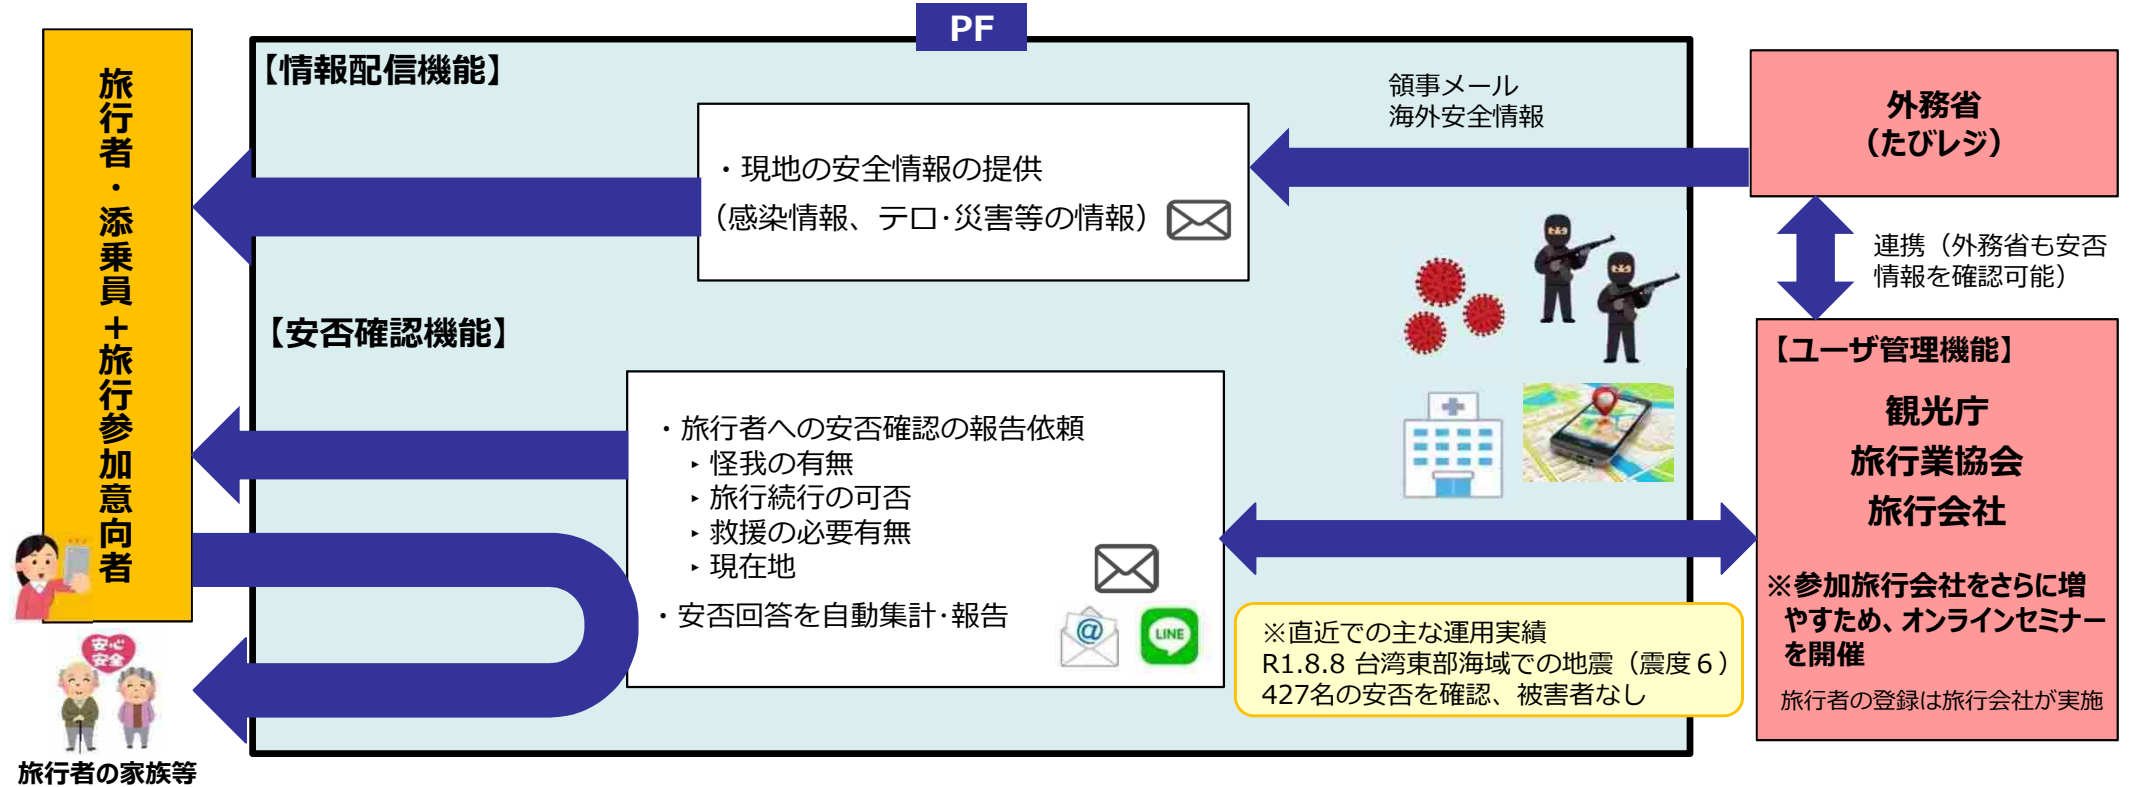 PF
旅行者・添乗員＋旅行参加意向者
【情報配信機能】
・現地の安全情報の提供
（感染情報、テロ・災害等の情報）
領事メール
海外安全情報
外務省
（たびレジ）
連携（外務省も安否
情報を確認可能）
【安否確認機能】
・旅行者への安否確認の報告依頼
‣ 怪我の有無
‣ 旅行続行の可否
‣ 救援の必要有無
‣ 現在地
・安否回答を自動集計・報告
@
LINE
※直近での主な運用実績
R1.8.8 台湾東部海域での地震（震度６）
427名の安否を確認、被害者なし
【ユーザ管理機能】
観光庁
旅行業協会
旅行会社
※参加旅行会社をさらに増
やすため、オンラインセミナー
を開催
旅行者の登録は旅行会社が実施
安心
安全
旅行者の家族等